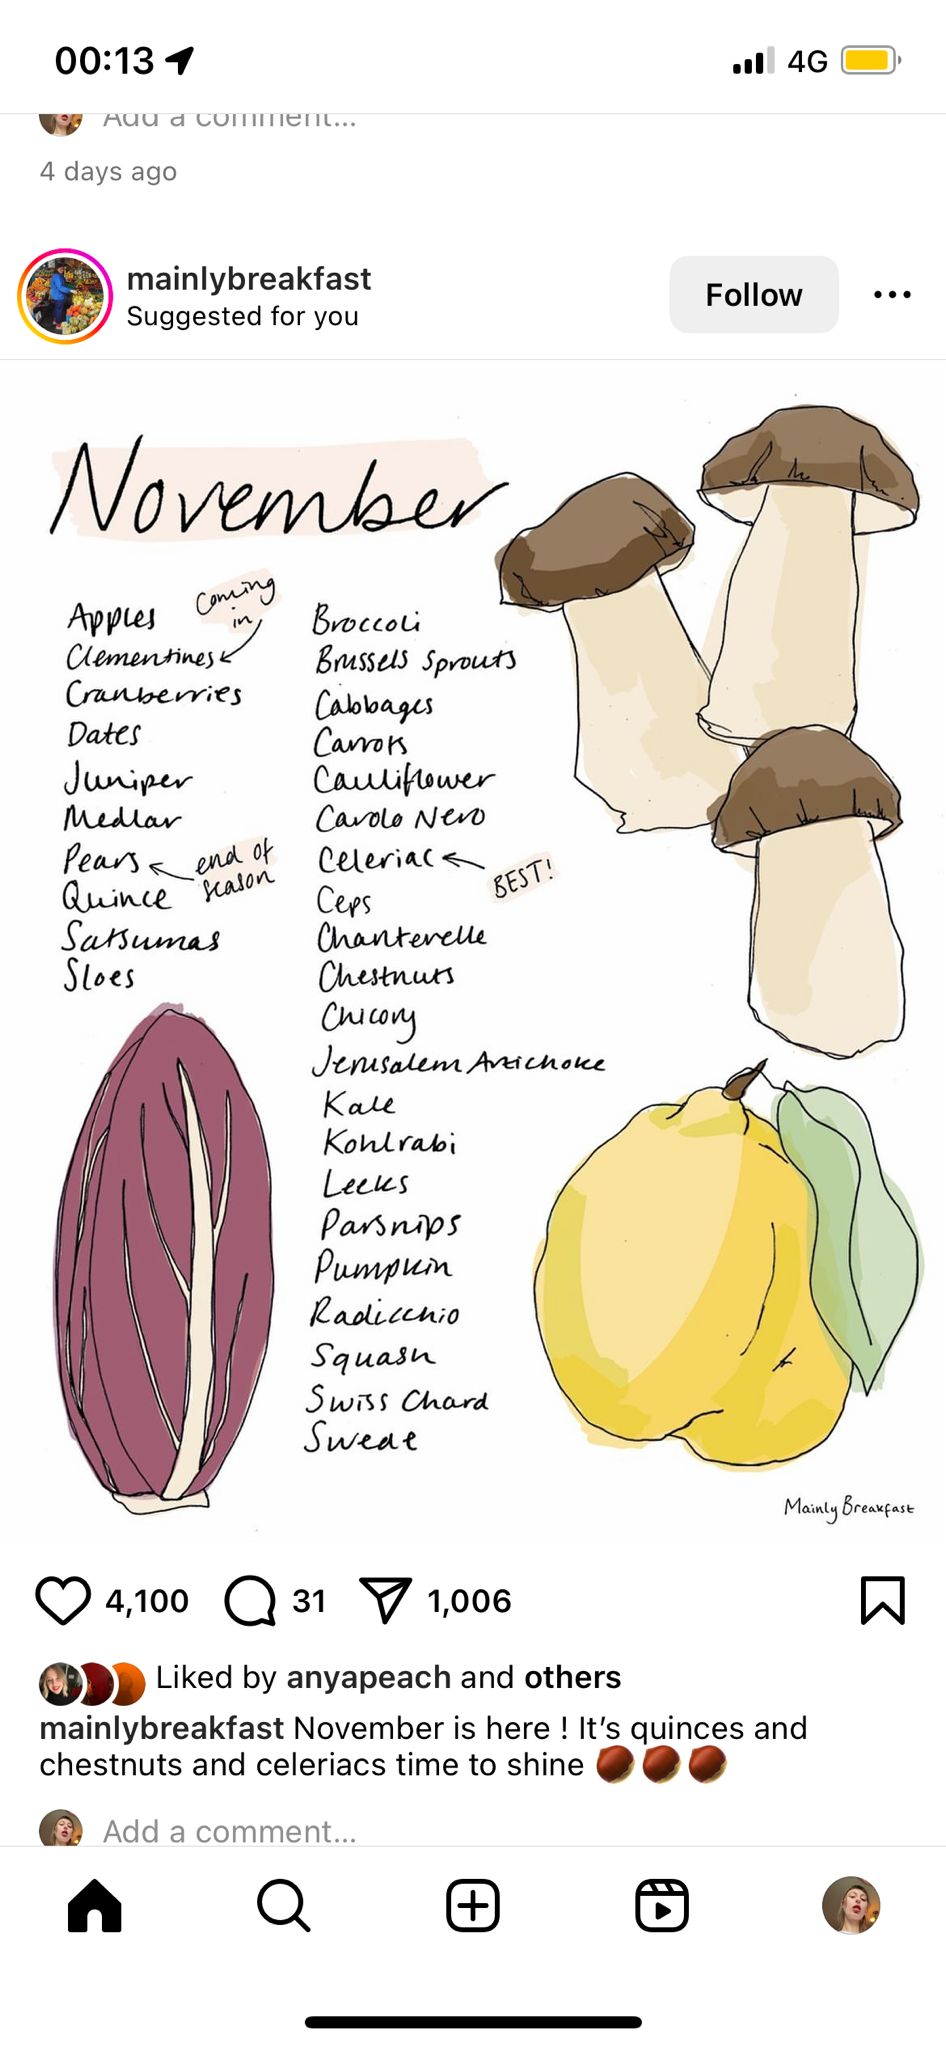 00:13
4G
Add a comment...
4 days ago
mainlybreakfast
Suggested for you
Follow
November
Apples
coming
in
Clementines
Cranberries
Dates
Juniper
Medlar
Pears
end of
season
Quince
Satsumas
Sloes
Broccoli
Brussels Sprouts
Cabbages
Carrots
Cauliflower
Cavolo Nero
Celeriac
BEST!
Ceps
Chanterelle
Chestnuts
Chicory
Jerusalem Artichoke
Kale
Kohlrabi
Leeks
Parsnips
Pumpkin
Radicchio
Squash
Swiss Chard
Swede
Mainly Breakfast
4,100
31
1,006
Liked by anyapeach and others
mainlybreakfast November is here ! It’s quinces and
chestnuts and celeriacs time to shine 🌰🌰🌰
Add a comment...